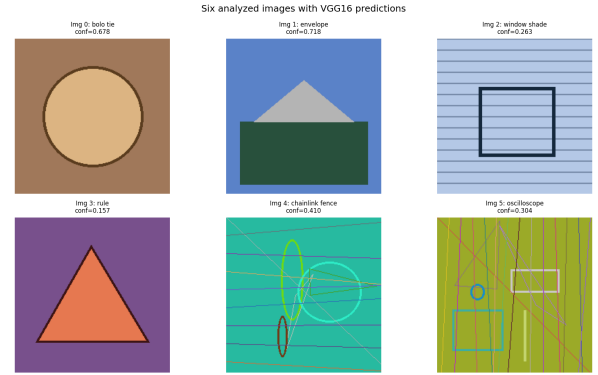 Six analyzed images with VGG16 predictions
Img 0: bolo tie
conf=0.678
Img 1: envelope
conf=0.718
Img 2: window shade
conf=0.263
Img 3: rule
conf=0.157
Img 4: chainlink fence
conf=0.410
Img 5: oscilloscope
conf=0.304